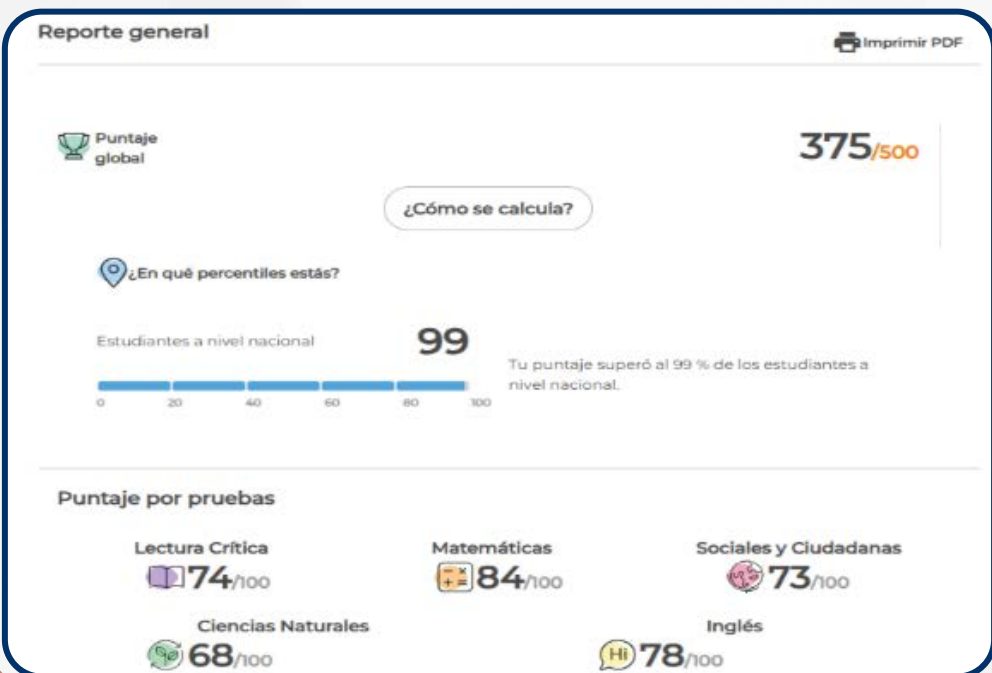 Reporte general
Imprimir PDF
Puntaje
global
375/500
¿Cómo se calcula?
¿En qué percentiles estás?
Estudiantes a nivel nacional 99
Tu puntaje superó al 99 % de los estudiantes a
nivel nacional.
0 20 40 60 80 100
Puntaje por pruebas
Lectura Crítica Matemáticas Sociales y Ciudadanas
74/100 84/100 73/100
Ciencias Naturales Inglés
68/100 Hi 78/100